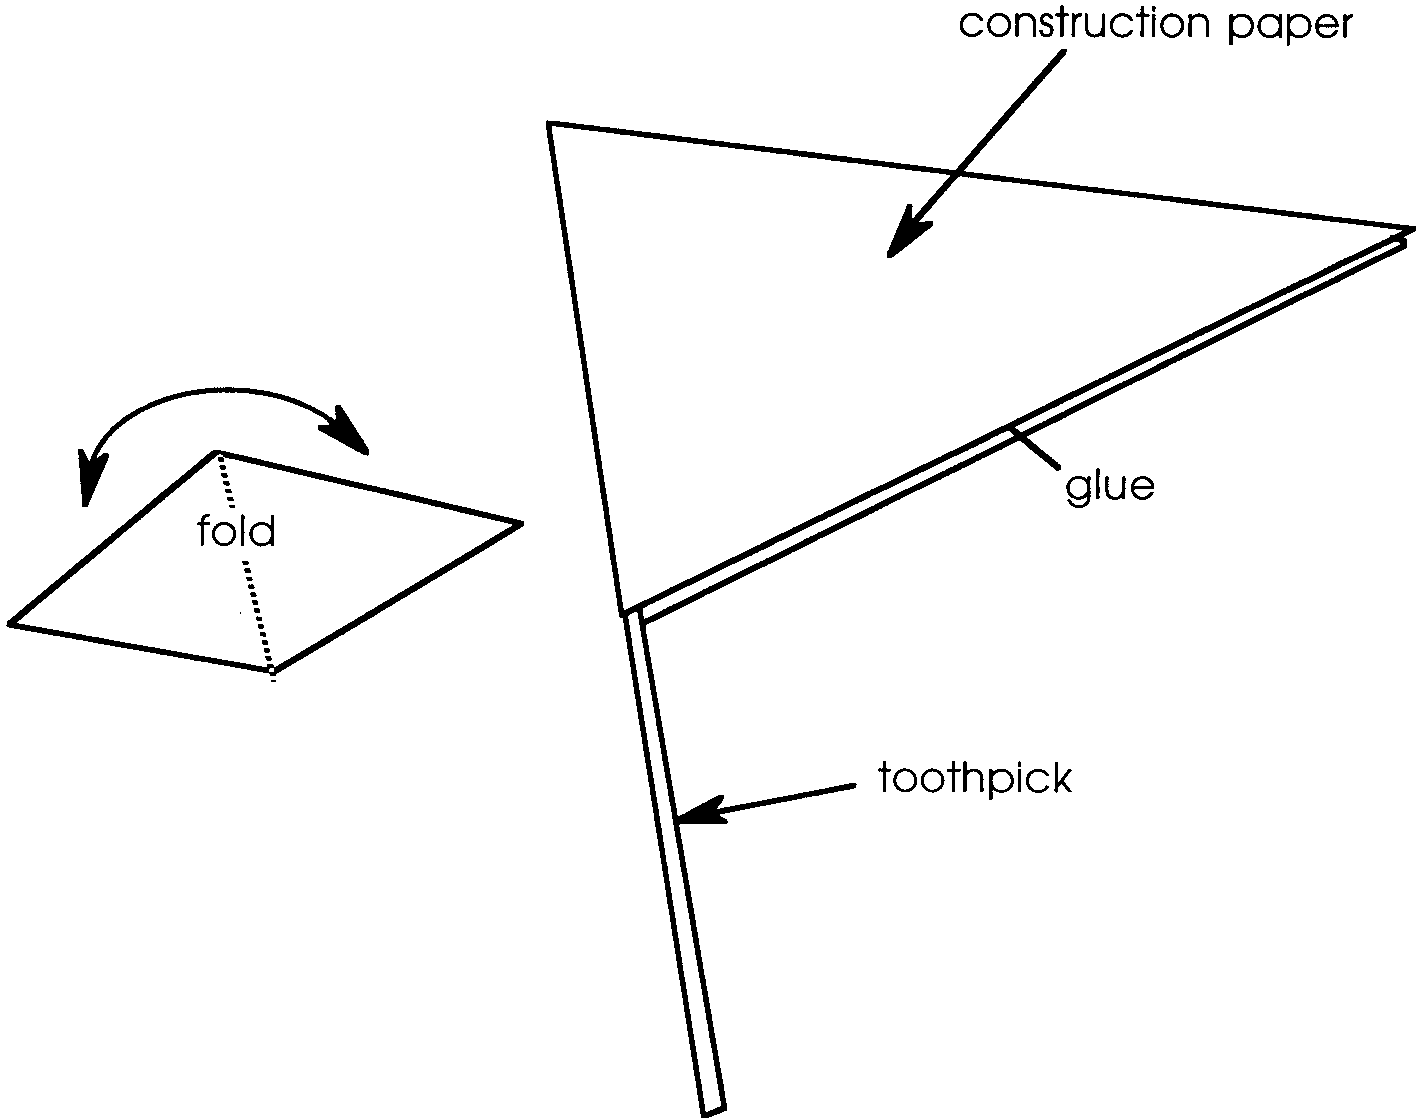 construction paper
fold
glue
toothpick